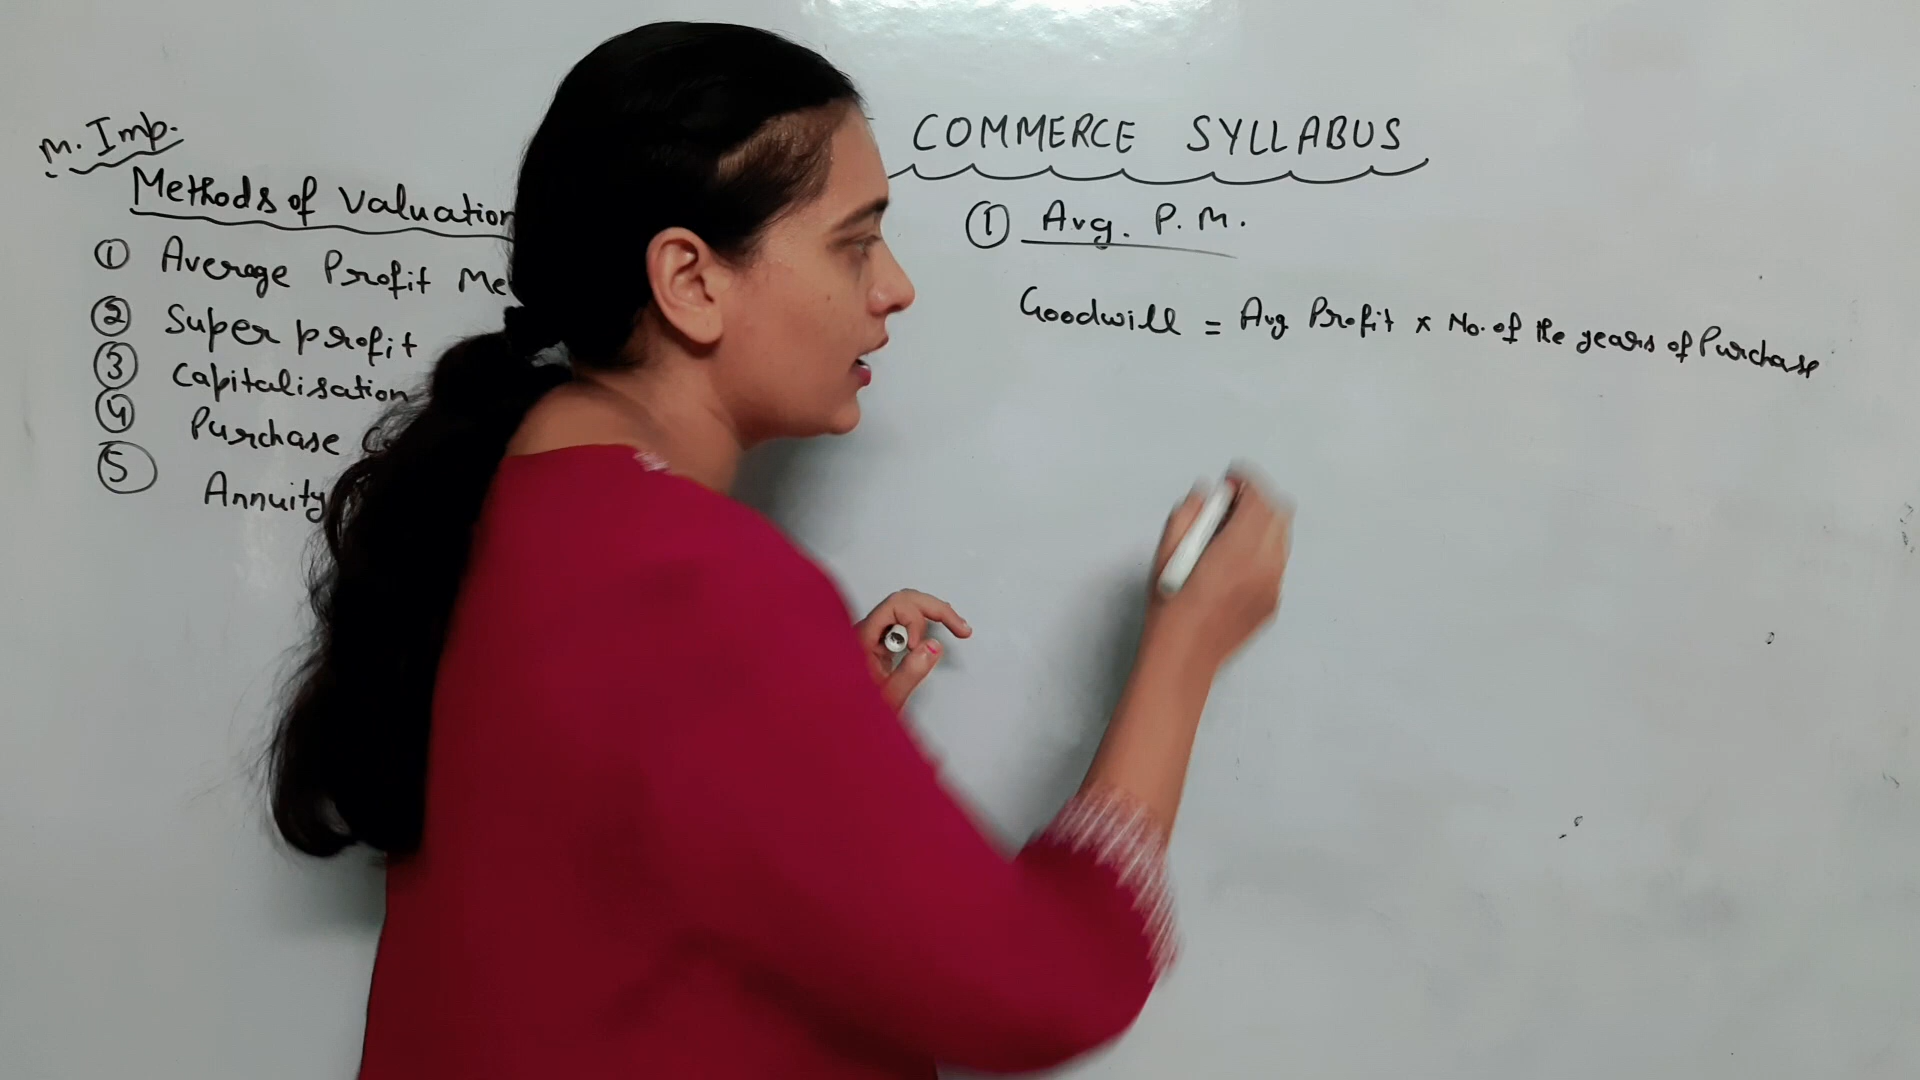 COMMERCE SYLLABUS
M. Imp.
Methods of Valuation
① Average Profit Me
② Super profit
③ Capitalisation
④ Purchase
⑤ Annuity
① Avg. P. M.
Goodwill = Avg Profit × No. of the years of Purchase